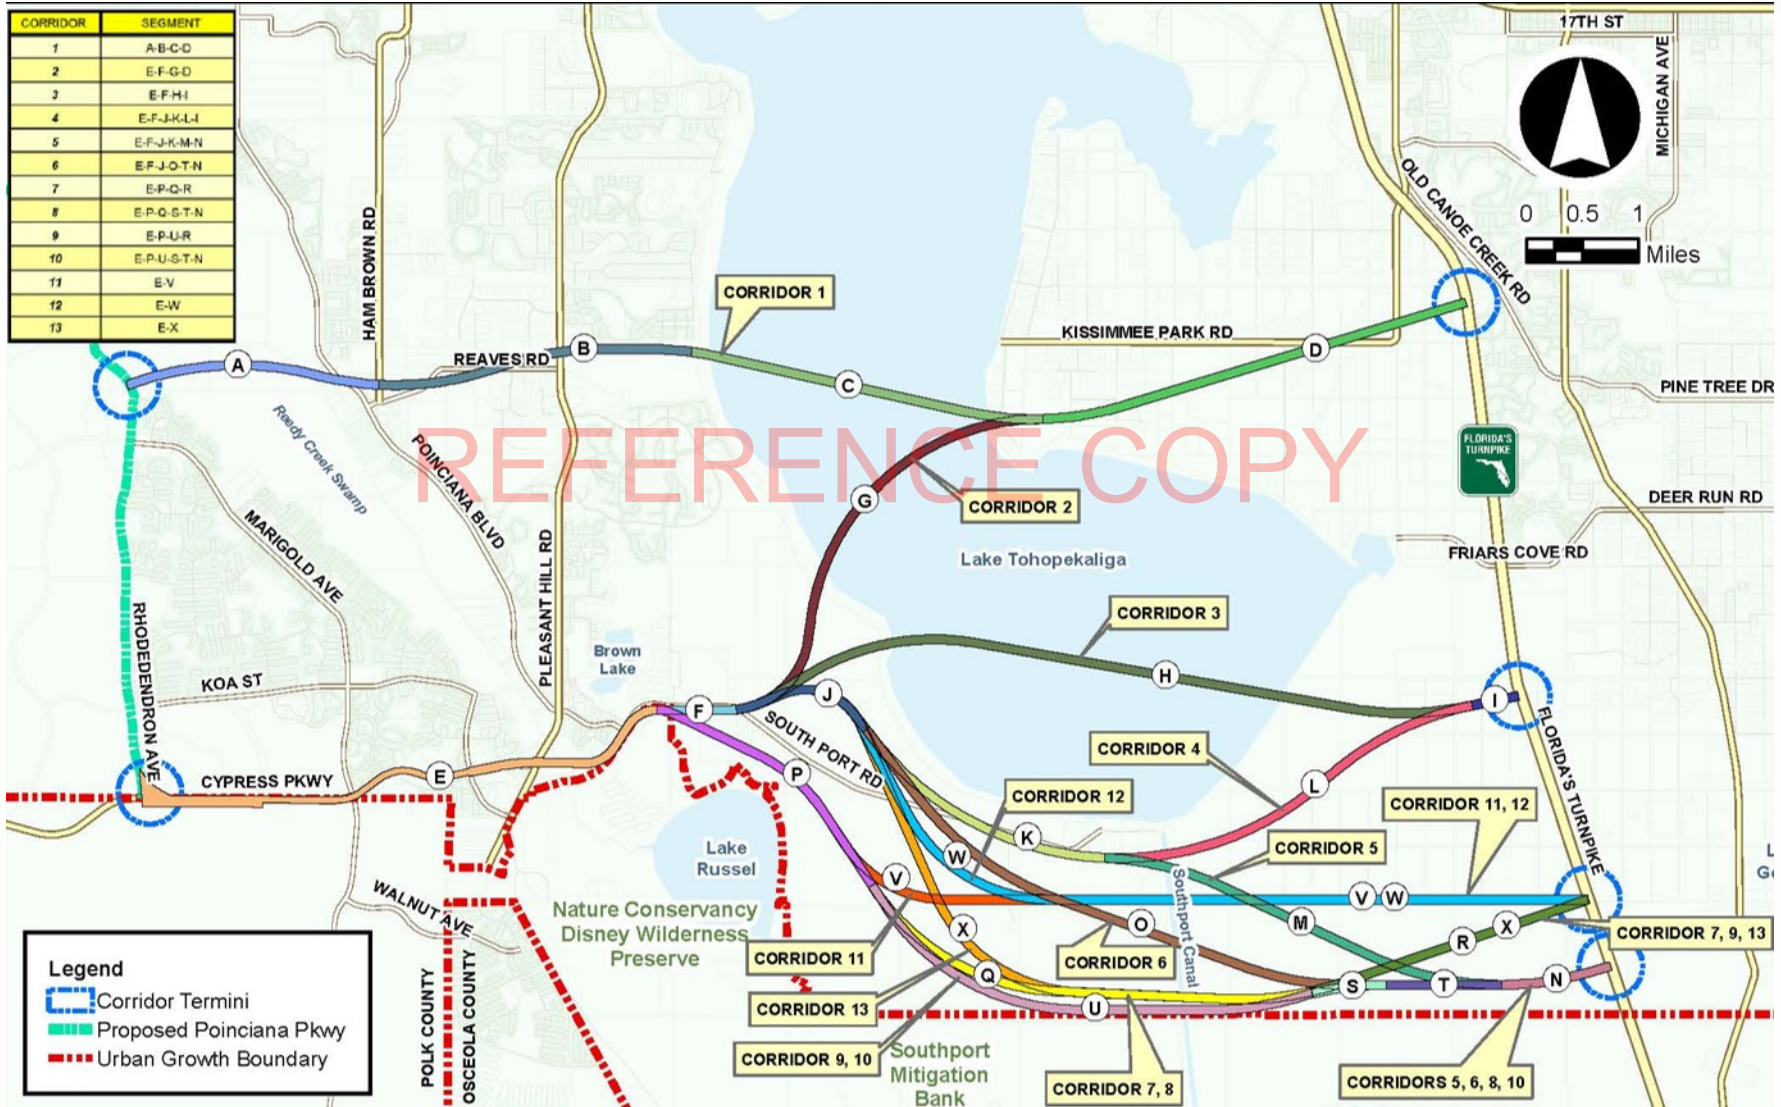 CORRIDOR SEGMENT
1 A-B-C-D
2 E-F-G-D
3 E-F-H-I
4 E-F-J-K-L-I
5 E-F-J-K-M-N
6 E-F-J-O-T-N
7 E-P-Q-R
8 E-P-Q-S-T-N
9 E-P-U-R
10 E-P-U-S-T-N
11 E-V
12 E-W
13 E-X
17TH ST
MICHIGAN AVE
OLD CANOE CREEK RD
0 0.5 1
Miles
HAM BROWN RD
CORRIDOR 1
KISSIMMEE PARK RD
D
REAVES RD
B
A
C
PINE TREE DR
Reedy Creek Swamp
POINCIANA BLVD
REFERENCE COPY
FLORIDA'S
TURNPIKE
G
CORRIDOR 2
DEER RUN RD
MARIGOLD AVE
PLEASANT HILL RD
Lake Tohopekaliga
FRIARS COVE RD
RHODEDENDRON AVE
CORRIDOR 3
Brown
Lake
KOA ST
H
F
J
I
SOUTH PORT RD
FLORIDA'S TURNPIKE
CORRIDOR 4
CYPRESS PKWY
E
P
L
CORRIDOR 12
CORRIDOR 11, 12
K
CORRIDOR 5
Lake
Russel
W
V
V W
WALNUT AVE
Southport Canal
Nature Conservancy
Disney Wilderness
Preserve
X
O
M
R
X
CORRIDOR 7, 9, 13
CORRIDOR 11
CORRIDOR 6
Q
S
T
N
U
CORRIDOR 13
CORRIDOR 9, 10
Southport
Mitigation
Bank
CORRIDOR 7, 8
CORRIDORS 5, 6, 8, 10
POLK COUNTY
OSCEOLA COUNTY
Legend
Corridor Termini
Proposed Poinciana Pkwy
Urban Growth Boundary